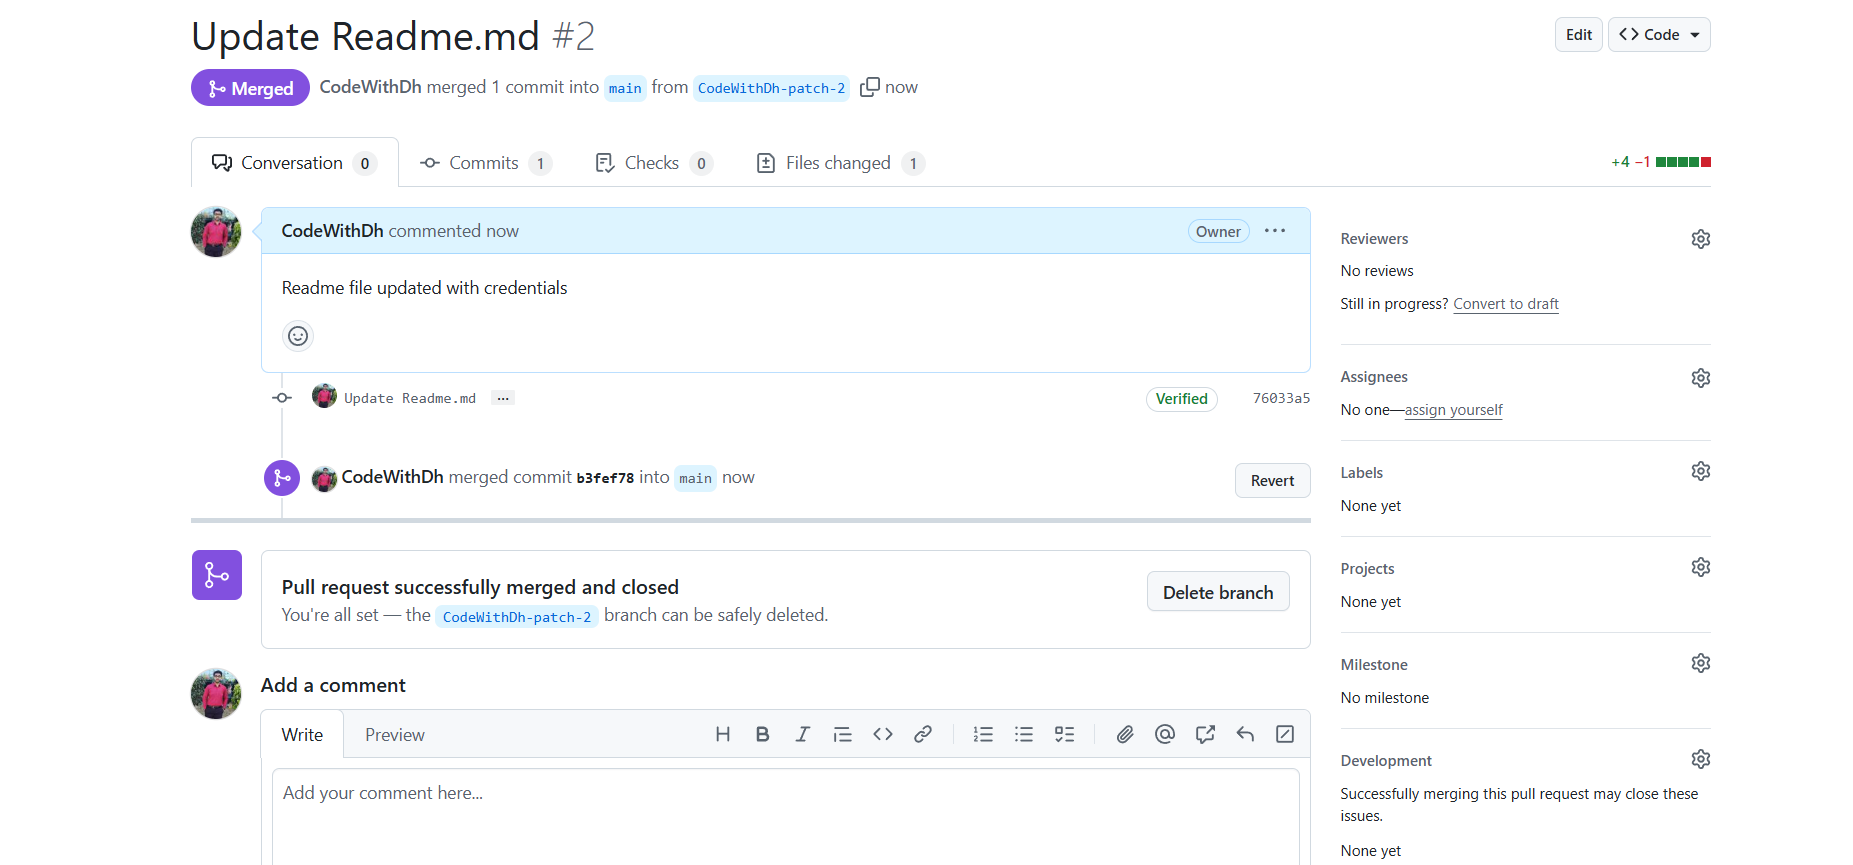 Update Readme.md #2
Edit
Code
Merged
CodeWithDh merged 1 commit into main from CodeWithDh-patch-2 now
Conversation 0
Commits 1
Checks 0
Files changed 1
+4 −1
CodeWithDh commented now
Owner
Readme file updated with credentials
Update Readme.md ...
Verified
76033a5
CodeWithDh merged commit b3fef78 into main now
Revert
Pull request successfully merged and closed
You're all set — the CodeWithDh-patch-2 branch can be safely deleted.
Delete branch
Add a comment
Write
Preview
Add your comment here...
Reviewers
No reviews
Still in progress? Convert to draft
Assignees
No one—assign yourself
Labels
None yet
Projects
None yet
Milestone
No milestone
Development
Successfully merging this pull request may close these
issues.
None yet